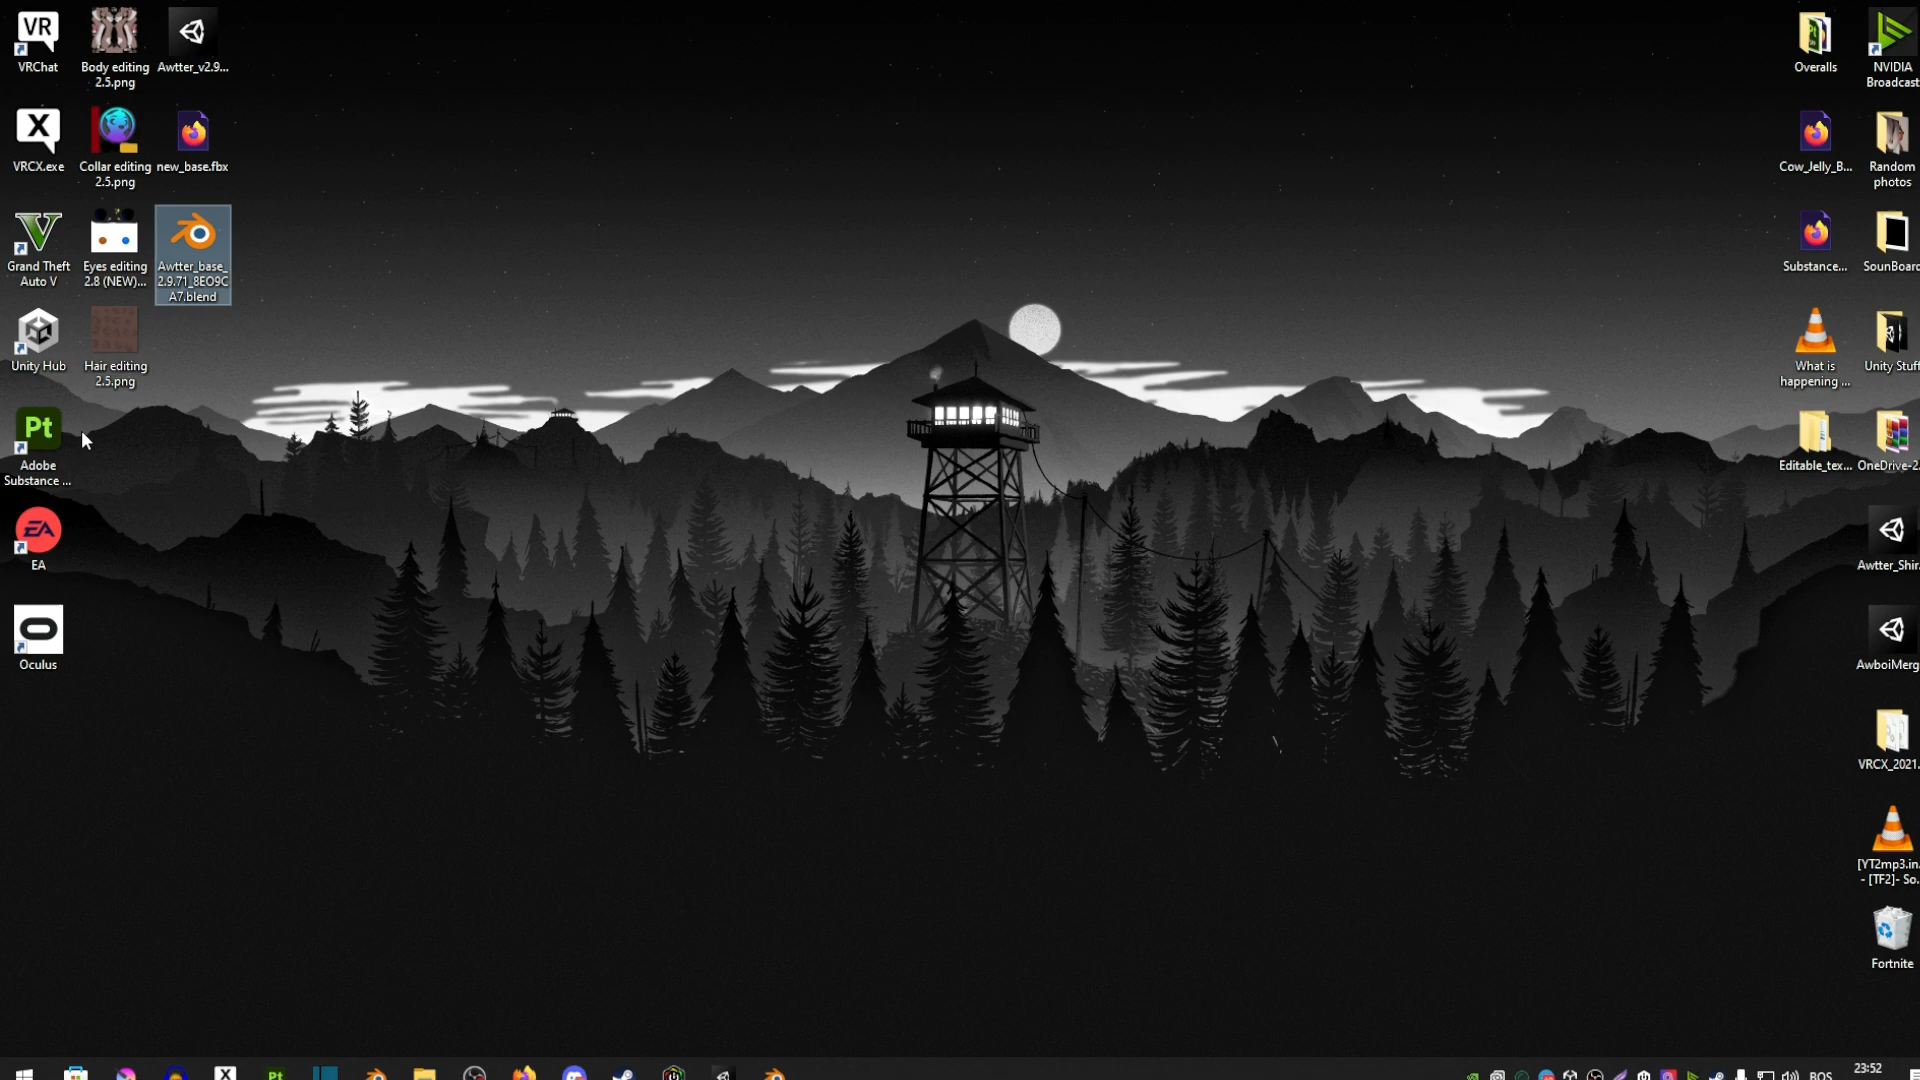 VR
VRChat
Body editing
2.5.png
Awtter_v2.9...
X
VRCX.exe
Collar editing
2.5.png
new_base.fbx
V
Grand Theft
Auto V
Eyes editing
2.8 (NEW)...
Awtter_base_
2.9.71_8EO9C
A7.blend
Unity Hub
Hair editing
2.5.png
Pt
Adobe
Substance ...
EA
EA
Oculus
Overalls
NVIDIA
Broadcast
Cow_Jelly_B...
Random
photos
Substance...
SounBoard
What is
happening ...
Unity Stuff
Editable_tex...
OneDrive-2.
Awtter_Shir.
AwboiMerg
VRCX_2021.
[YT2mp3.in.
- [TF2]- So.
Fortnite
X
Pt
BOS
23:52